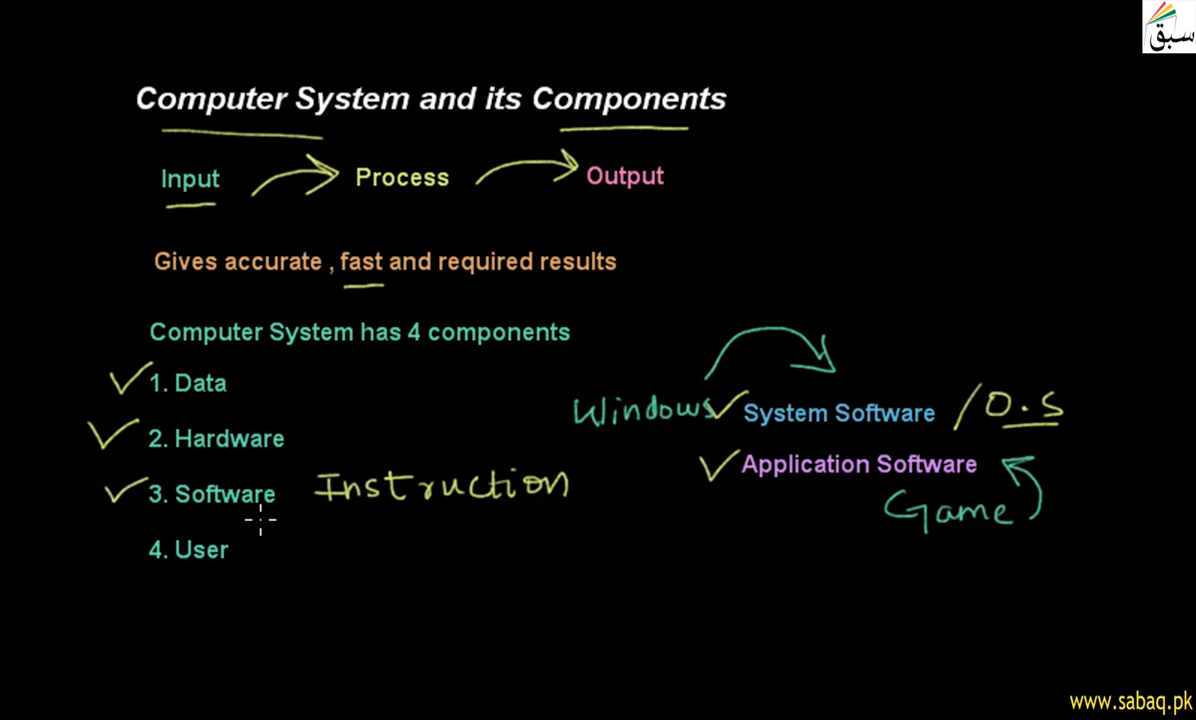 سبق
Computer System and its Components
Input Process Output
Gives accurate , fast and required results
Computer System has 4 components
1. Data
2. Hardware
3. Software Instruction
4. User
Windows System Software / O.S
Application Software
Game
www.sabaq.pk